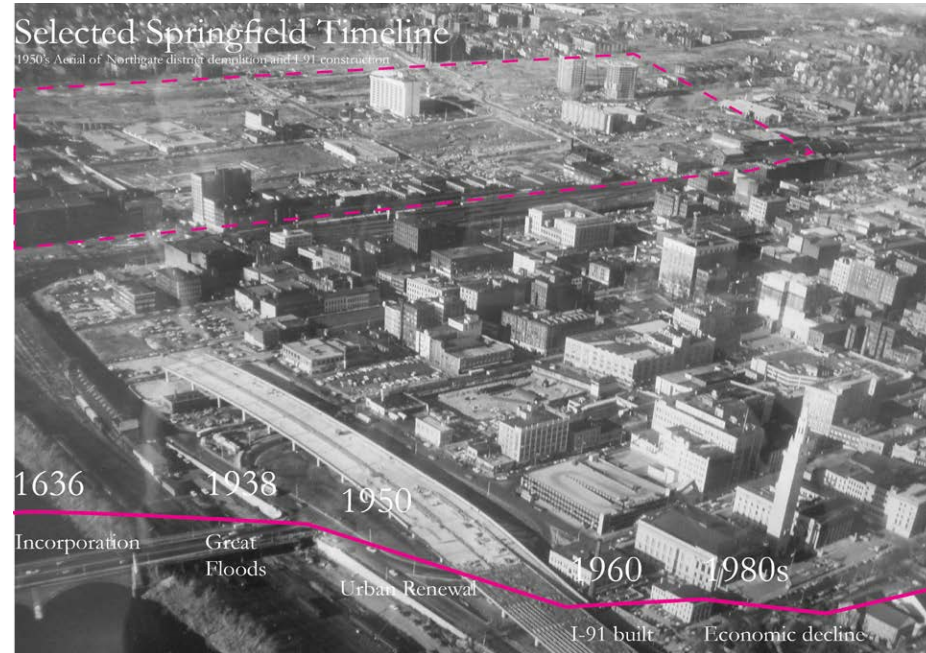 Selected Springfield Timeline
1950's Aerial of Northgate district demolition and I-91 construction
1636
Incorporation
1938
Great
Floods
1950
Urban Renewal
1960
I-91 built
1980s
Economic decline